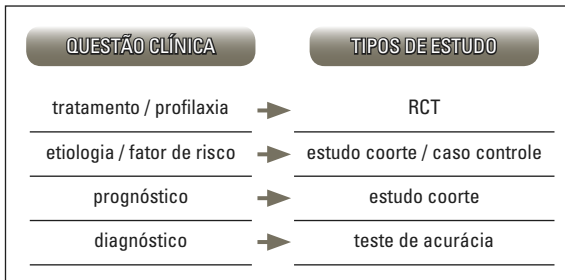 QUESTÃO CLÍNICA TIPOS DE ESTUDO
tratamento / profilaxia RCT
etiologia / fator de risco estudo coorte / caso controle
prognóstico estudo coorte
diagnóstico teste de acurácia